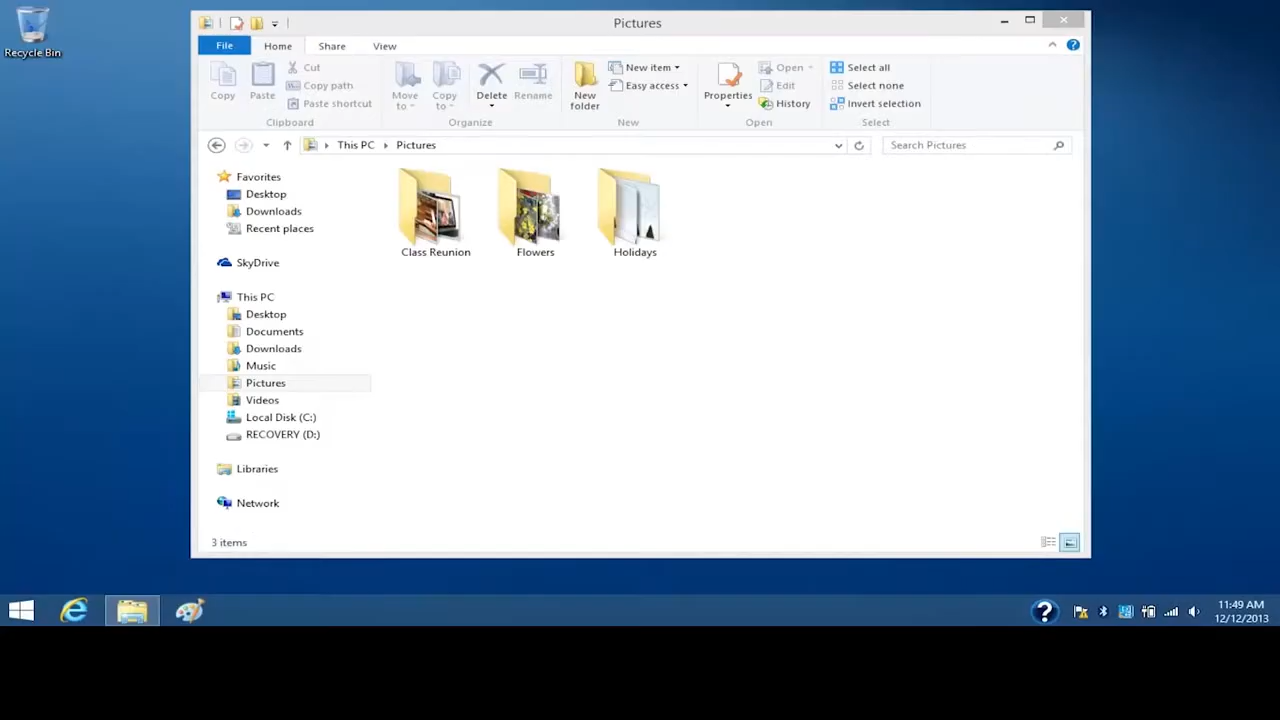 Recycle Bin
Pictures
File Home Share View
Copy
Paste
Cut
Copy path
Paste shortcut
Clipboard
Move to
Copy to
Delete
Rename
Organize
New folder
New item
Easy access
New
Properties
Open
Edit
History
Open
Select all
Select none
Invert selection
Select
This PC Pictures
Search Pictures
Favorites
Desktop
Downloads
Recent places
SkyDrive
This PC
Desktop
Documents
Downloads
Music
Pictures
Videos
Local Disk (C:)
RECOVERY (D:)
Libraries
Network
Class Reunion
Flowers
Holidays
3 items
11:49 AM
12/12/2013